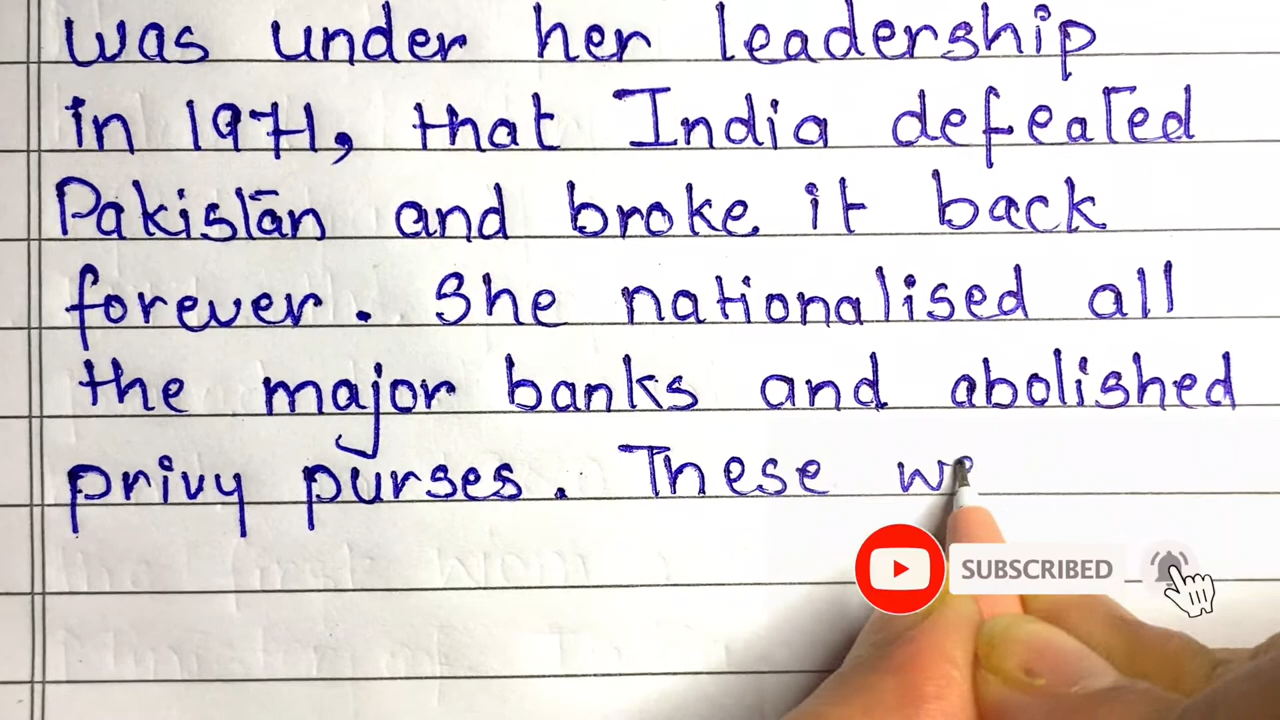 was under her leadership
in 1971, that India defeated
Pakistan and broke it back
forever. She nationalised all
the major banks and abolished
privy purses. These we
SUBSCRIBED